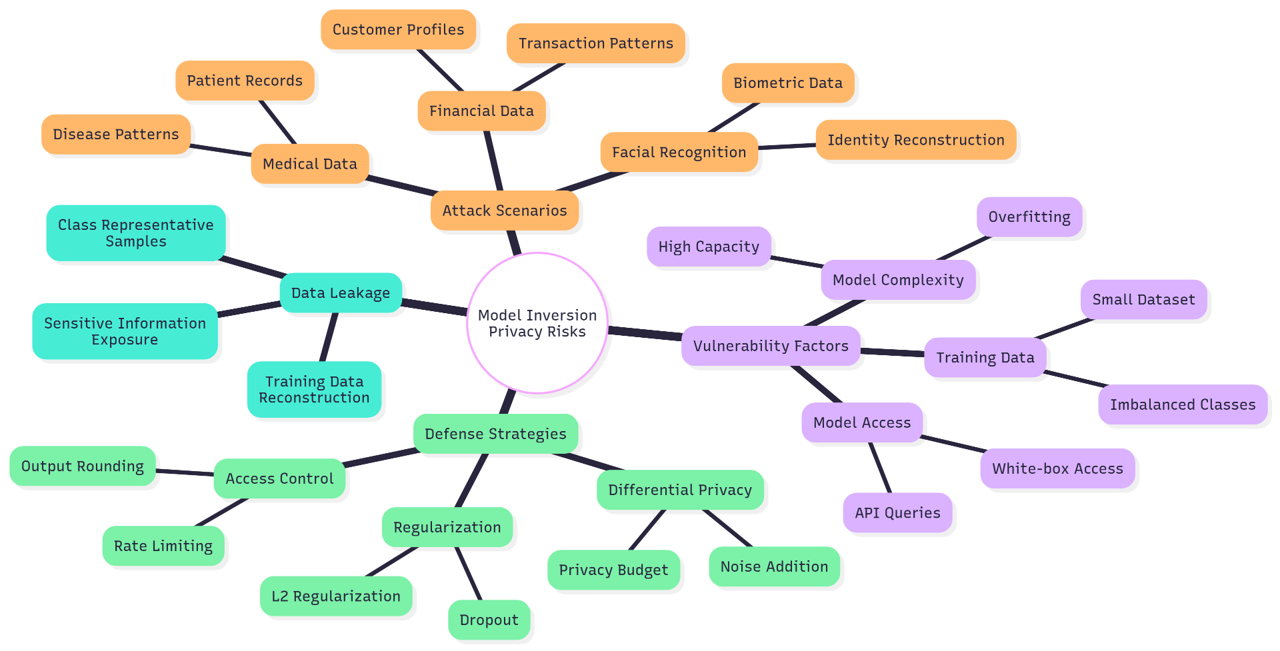 Customer Profiles
Transaction Patterns
Patient Records
Biometric Data
Financial Data
Disease Patterns
Identity Reconstruction
Facial Recognition
Medical Data
Attack Scenarios
Class Representative
Samples
Overfitting
High Capacity
Model Complexity
Data Leakage
Small Dataset
Sensitive Information
Exposure
Model Inversion
Privacy Risks
Vulnerability Factors
Training Data
Training Data
Reconstruction
Imbalanced Classes
Model Access
Defense Strategies
Output Rounding
Access Control
White-box Access
Differential Privacy
API Queries
Regularization
Rate Limiting
Privacy Budget
Noise Addition
L2 Regularization
Dropout